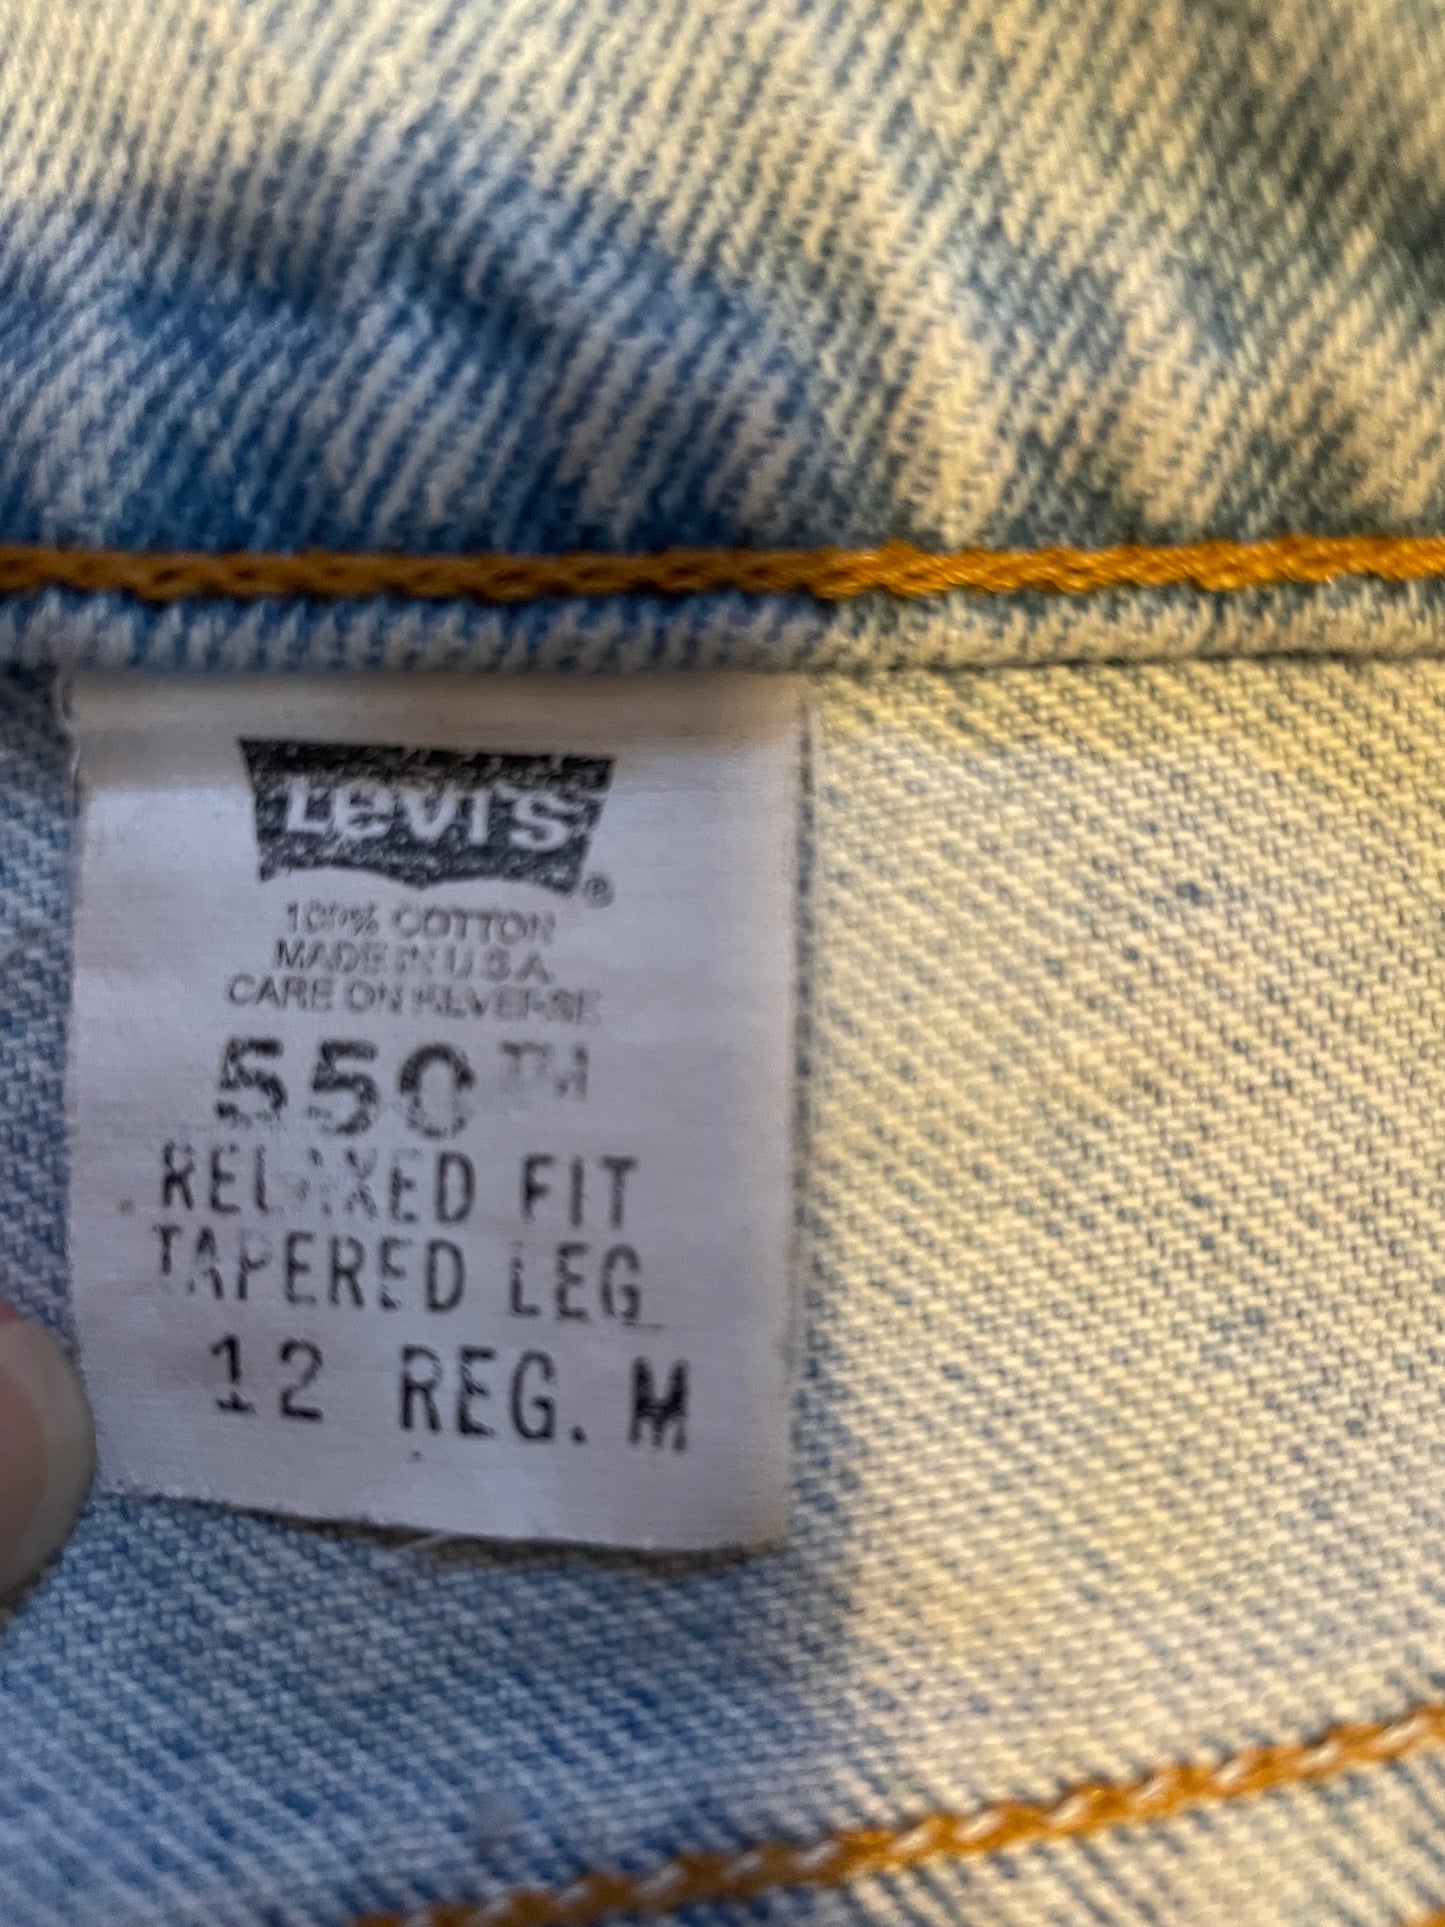 Levi's®
100% COTTON
MADE IN U.S.A.
CARE ON REVERSE
550™
RELAXED FIT
TAPERED LEG
12 REG. M